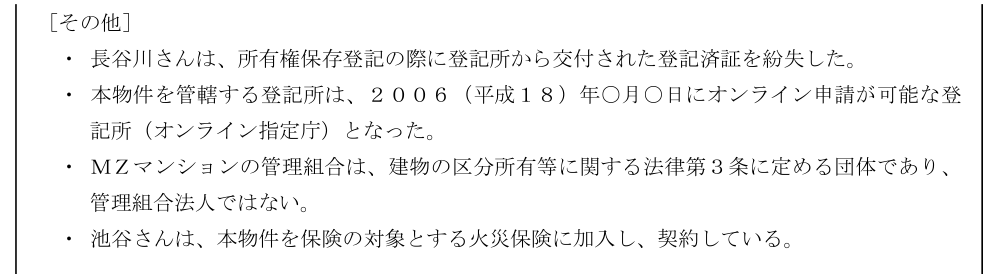 ［その他］
・ 長谷川さんは、所有権保存登記の際に登記所から交付された登記済証を紛失した。
・ 本物件を管轄する登記所は、２００６（平成１８）年〇月〇日にオンライン申請が可能な登
記所（オンライン指定庁）となった。
・ ＭＺマンションの管理組合は、建物の区分所有等に関する法律第３条に定める団体であり、
管理組合法人ではない。
・ 池谷さんは、本物件を保険の対象とする火災保険に加入し、契約している。